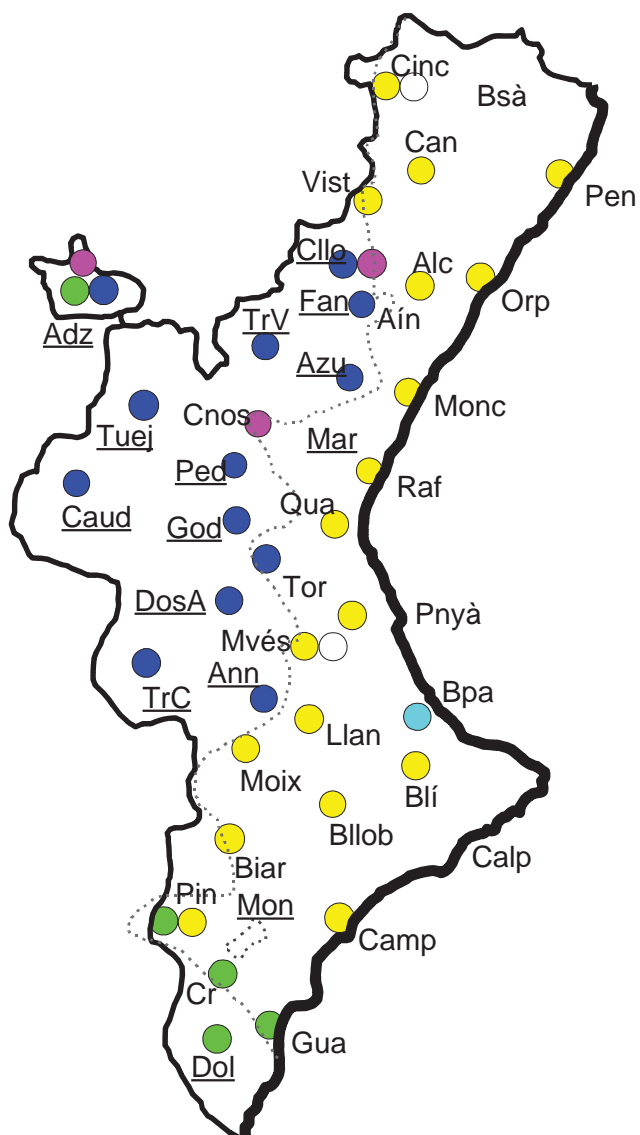 Cinc
Bsà
Can
Vist
Pen
Cllo
Alc
Fan
Aín
Orp
TrV
Adz
Azu
Monc
Cnos
Tuej
Mar
Ped
Raf
Caud
Qua
God
Tor
DosA
Pnyà
Mvés
Ann
TrC
Bpa
Llan
Moix
Blí
Bllob
Calp
Biar
Pin
Mon
Camp
Cr
Gua
Dol